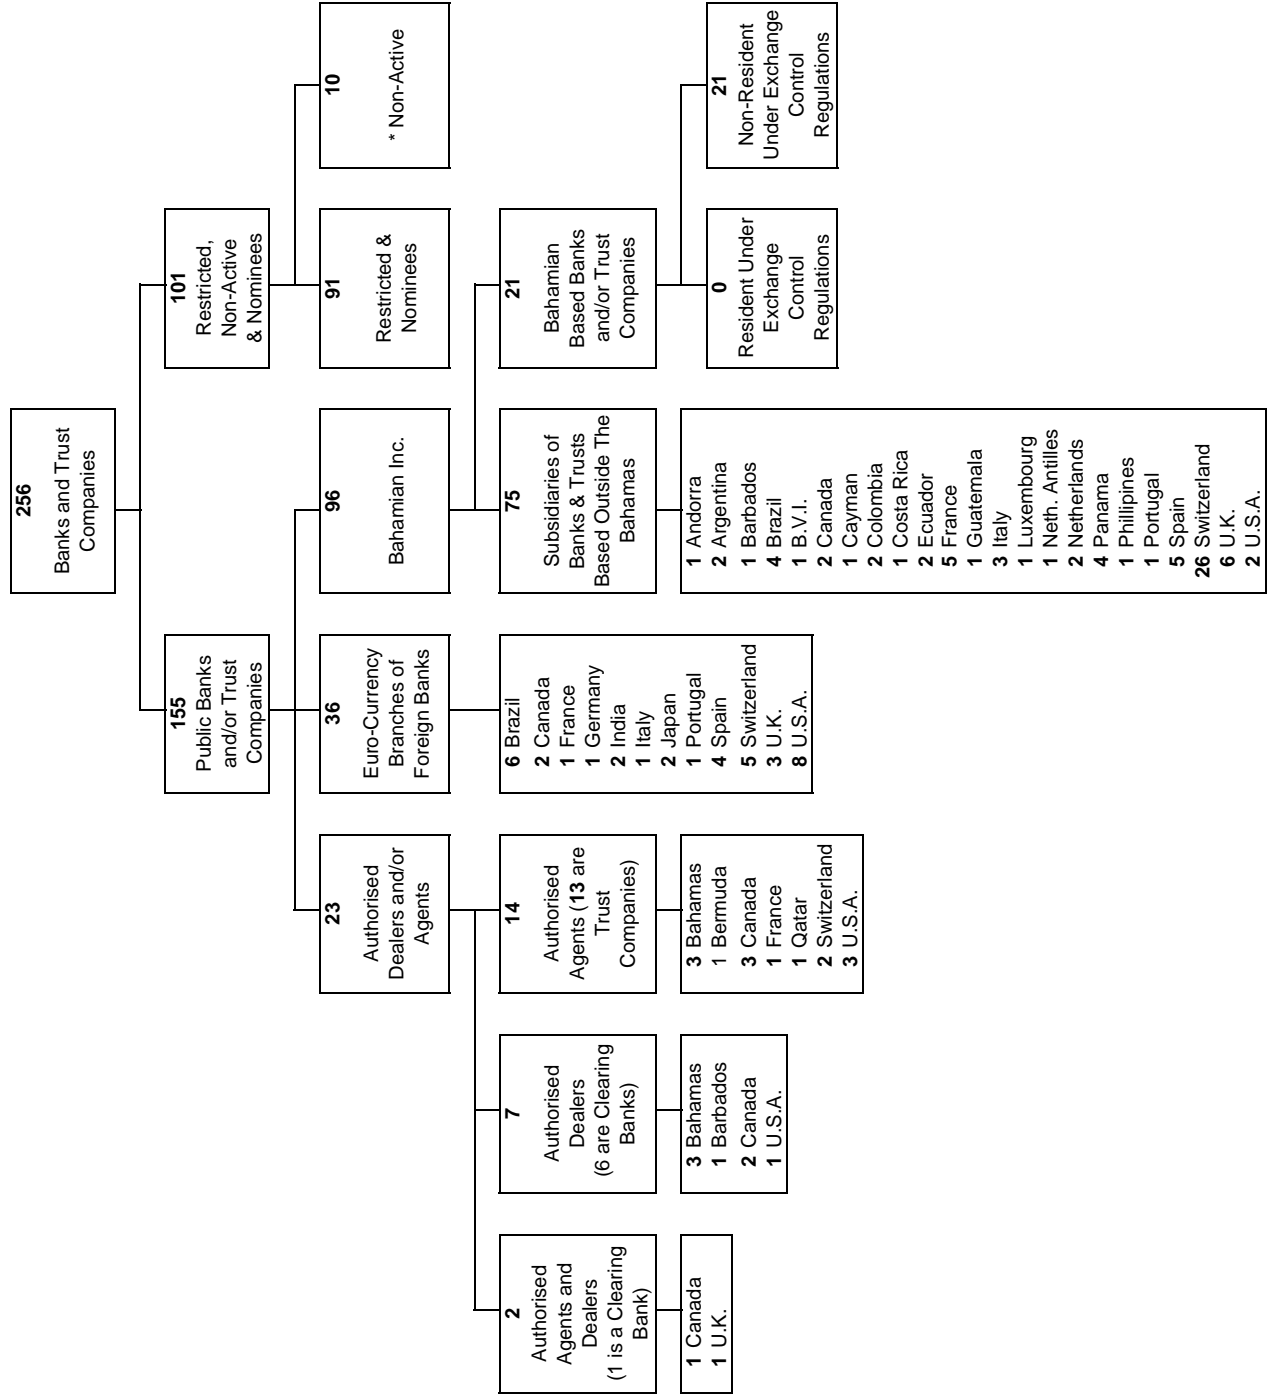 256
Banks and Trust
Companies
155
Public Banks
and/or Trust
Companies
101
Restricted,
Non-Active
& Nominees
23
Authorised
Dealers and/or
Agents
36
Euro-Currency
Branches of
Foreign Banks
96
Bahamian Inc.
91
Restricted &
Nominees
10
* Non-Active
2
Authorised
Agents and
Dealers
(1 is a Clearing
Bank)
7
Authorised
Dealers
(6 are Clearing
Banks)
14
Authorised
Agents (13 are
Trust
Companies)
6 Brazil
2 Canada
1 France
1 Germany
2 India
1 Italy
2 Japan
1 Portugal
4 Spain
5 Switzerland
3 U.K.
8 U.S.A.
75
Subsidiaries of
Banks & Trusts
Based Outside The
Bahamas
21
Bahamian
Based Banks
and/or Trust
Companies
1 Canada
1 U.K.
3 Bahamas
1 Barbados
2 Canada
1 U.S.A.
3 Bahamas
1 Bermuda
3 Canada
1 France
1 Qatar
2 Switzerland
3 U.S.A.
1 Andorra
2 Argentina
1 Barbados
4 Brazil
1 B.V.I.
2 Canada
1 Cayman
2 Colombia
1 Costa Rica
2 Ecuador
5 France
1 Guatemala
3 Italy
1 Luxembourg
1 Neth. Antilles
2 Netherlands
4 Panama
1 Phillipines
1 Portugal
5 Spain
26 Switzerland
6 U.K.
2 U.S.A.
0
Resident Under
Exchange
Control
Regulations
21
Non-Resident
Under Exchange
Control
Regulations